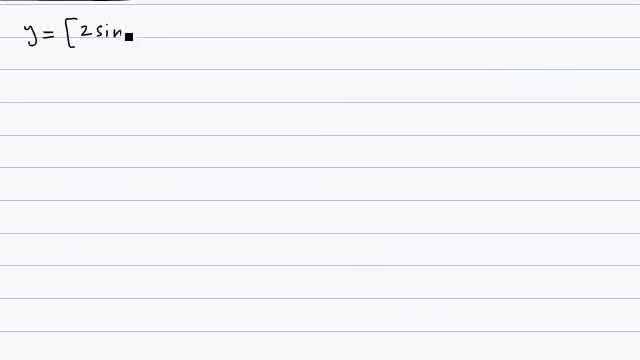 y = [2sin